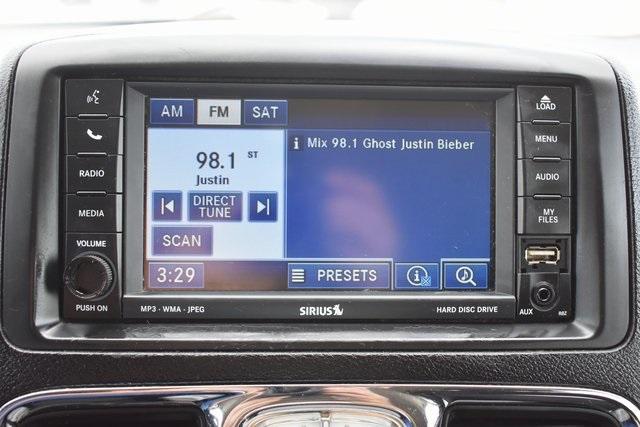 AM FM SAT
LOAD
98.1 ST
Justin
i Mix 98.1 Ghost Justin Bieber
MENU
RADIO
DIRECT TUNE
AUDIO
MEDIA
MY FILES
SCAN
VOLUME
3:29
PRESETS
PUSH ON
MP3 - WMA - JPEG
SIRIUS
HARD DISC DRIVE
AUX
RBZ